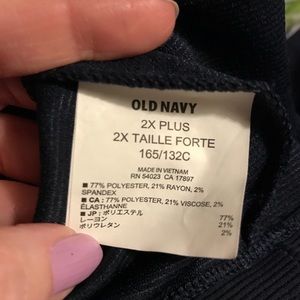 OLD NAVY
2X PLUS
2X TAILLE FORTE
165/132C
MADE IN VIETNAM
RN 54023 CA 17897
■ 77% POLYESTER, 21% RAYON, 2%
SPANDEX
■ CA : 77% POLYESTER, 21% VISCOSE, 2%
ÉLASTHANNE
■ JP : ポリエステル 77%
レーヨン 21%
ポリウレタン 2%